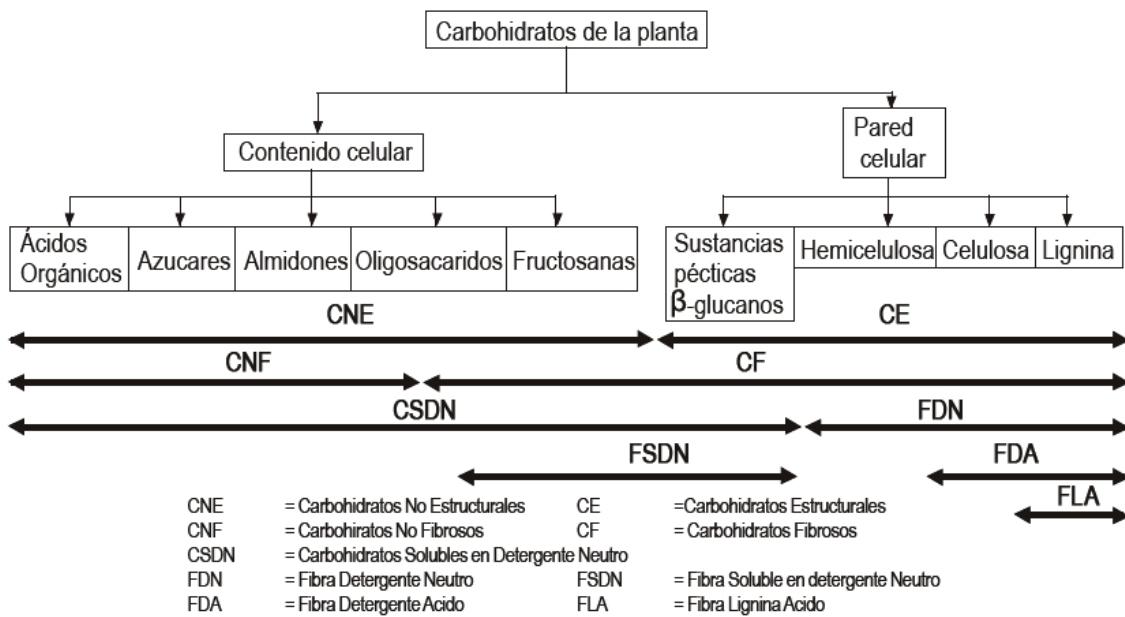 Carbohidratos de la planta
Contenido celular
Pared
celular
Ácidos
Orgánicos
Azucares
Almidones
Oligosacaridos
Fructosanas
Sustancias
pécticas
β-glucanos
Hemicelulosa
Celulosa
Lignina
CNE
CE
CNF
CF
CSDN
FDN
FSDN
FDA
FLA
CNE = Carbohidratos No Estructurales CE =Carbohidratos Estructurales
CNF = Carbohiratos No Fibrosos CF = Carbohidratos Fibrosos
CSDN = Carbohidratos Solubles en Detergente Neutro
FDN = Fibra Detergente Neutro FSDN = Fibra Soluble en detergente Neutro
FDA = Fibra Detergente Acido FLA = Fibra Lignina Acido